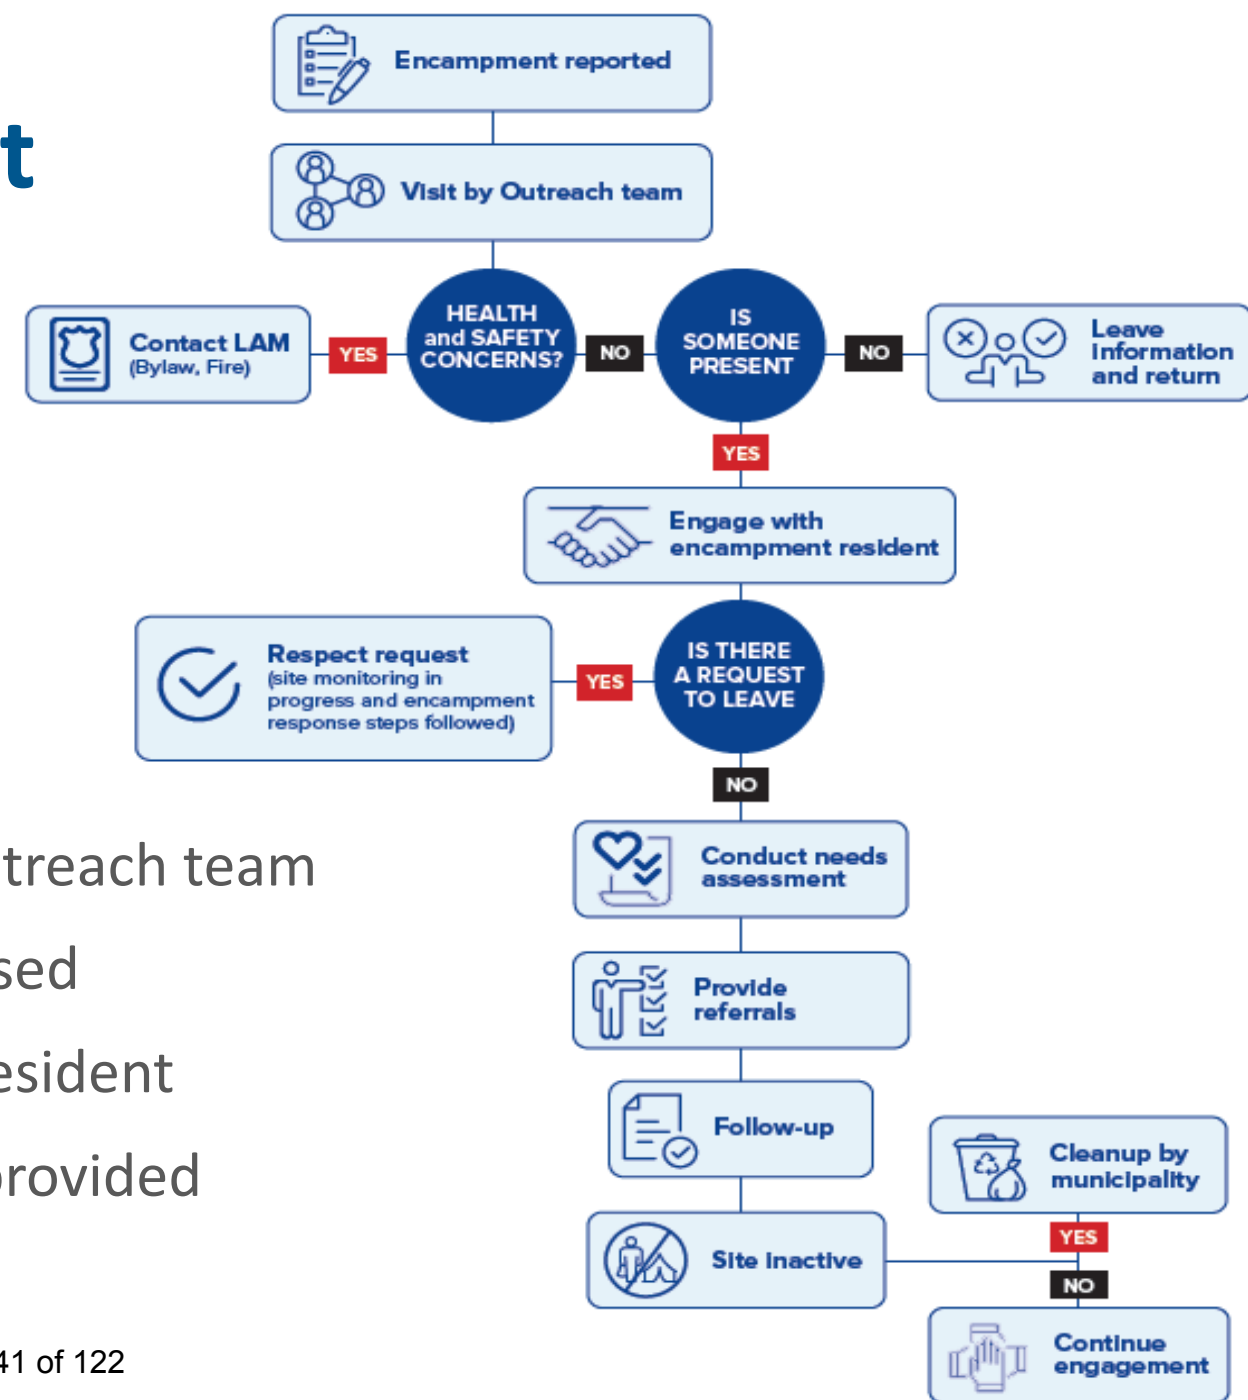 Encampment reported
t
Visit by Outreach team
HEALTH
and SAFETY
CONCERNS?
IS
SOMEONE
PRESENT
Contact LAM
(Bylaw, Fire)
YES
NO
NO
Leave
information
and return
YES
Engage with
encampment resident
IS THERE
A REQUEST
TO LEAVE
Respect request
(site monitoring in
progress and encampment
response steps followed)
YES
NO
treach team
Conduct needs
assessment
sed
Provide
referrals
esident
Follow-up
provided
Cleanup by
municipality
YES
Site inactive
NO
Continue
engagement
41 of 122